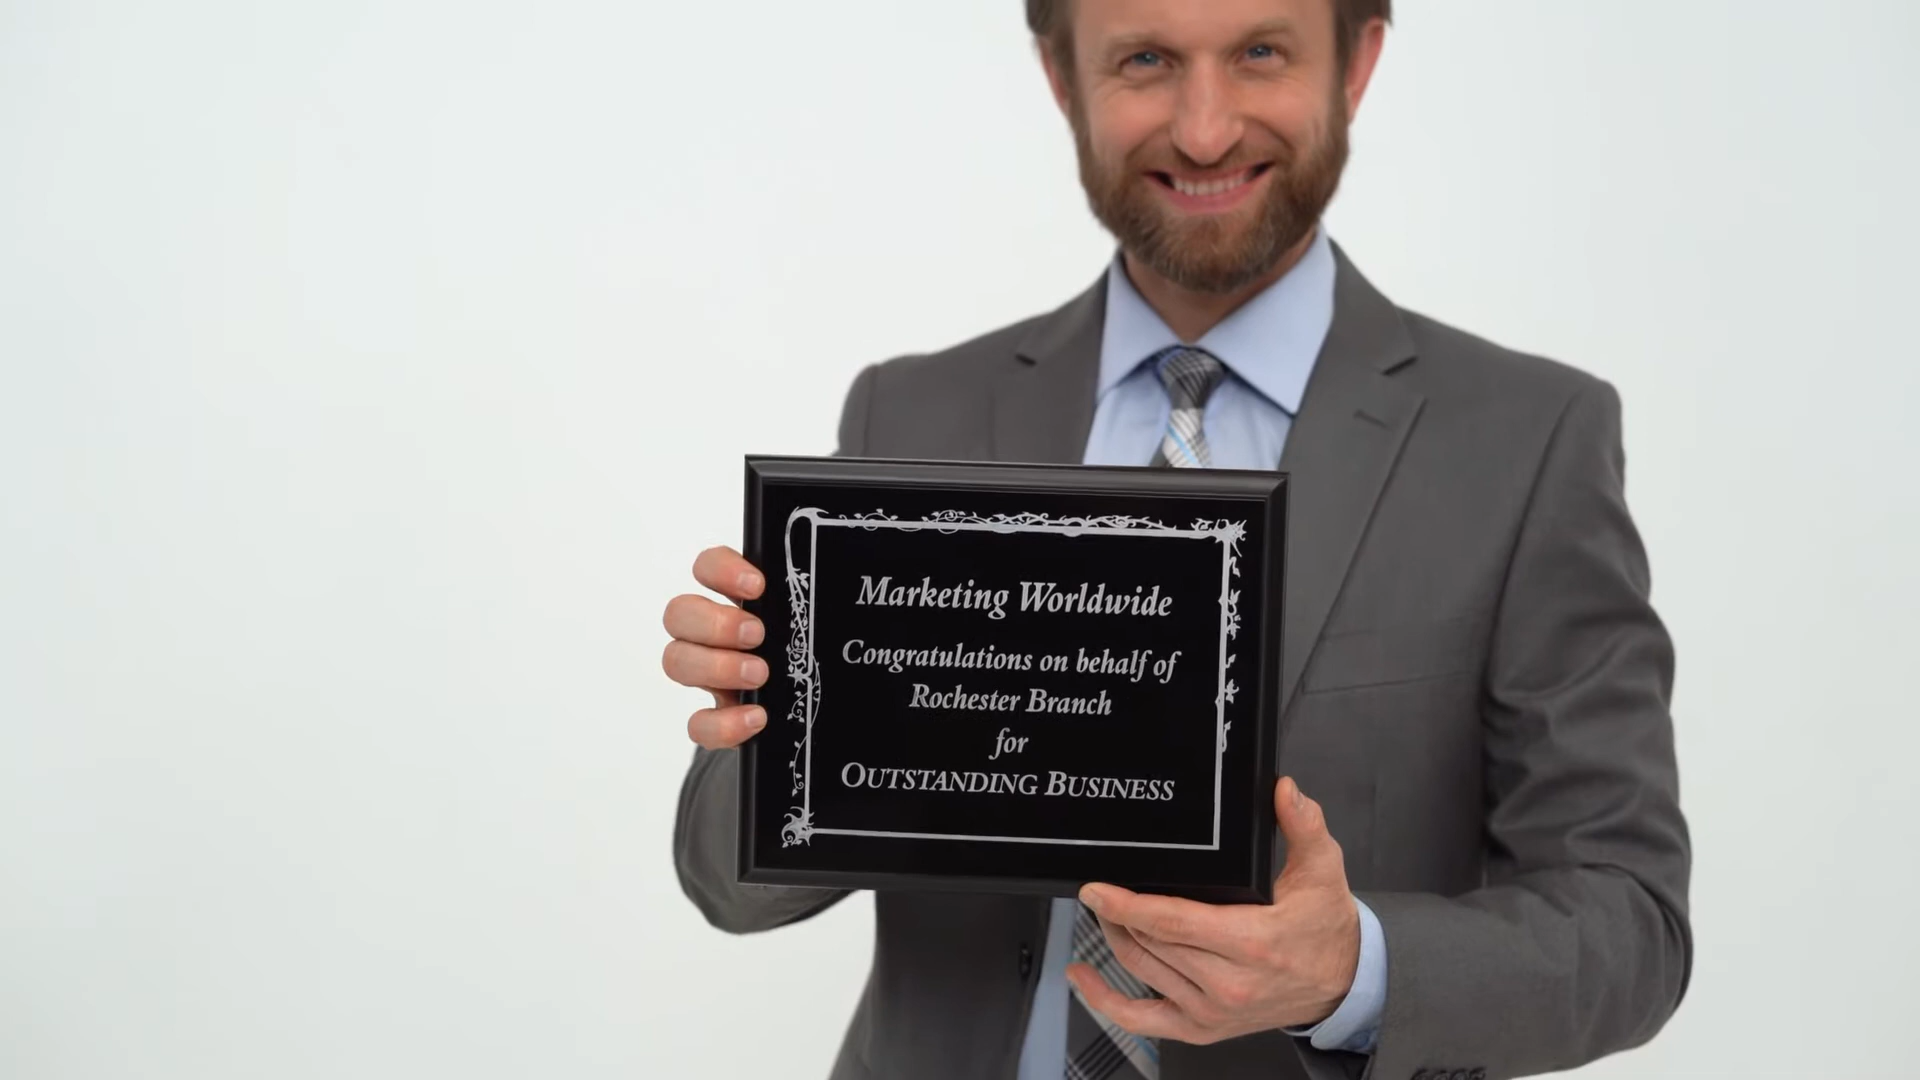 Marketing Worldwide
Congratulations on behalf of
Rochester Branch
for
OUTSTANDING BUSINESS